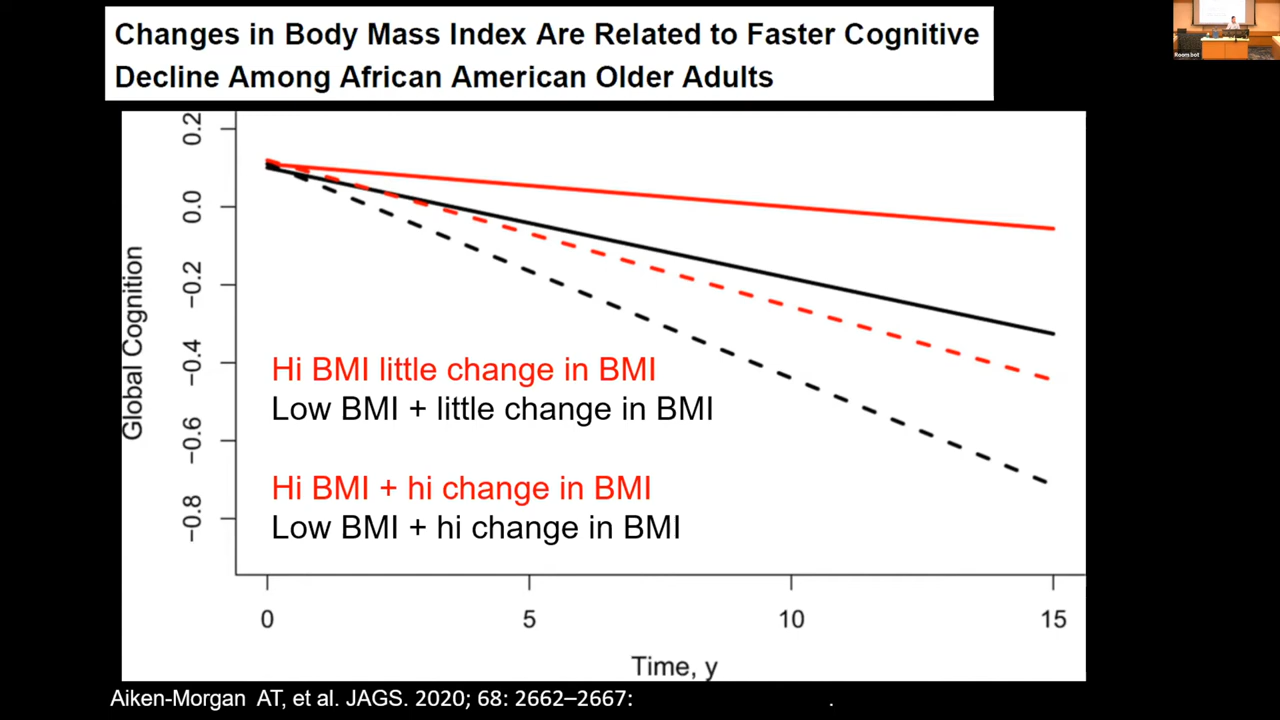 Changes in Body Mass Index Are Related to Faster Cognitive
Decline Among African American Older Adults
Room bot
0.2
0.0
−0.2
−0.4
−0.6
−0.8
Global Cognition
Hi BMI little change in BMI
Low BMI + little change in BMI
Hi BMI + hi change in BMI
Low BMI + hi change in BMI
0 5 10 15
Time, y
Aiken-Morgan AT, et al. JAGS. 2020; 68: 2662–2667: .